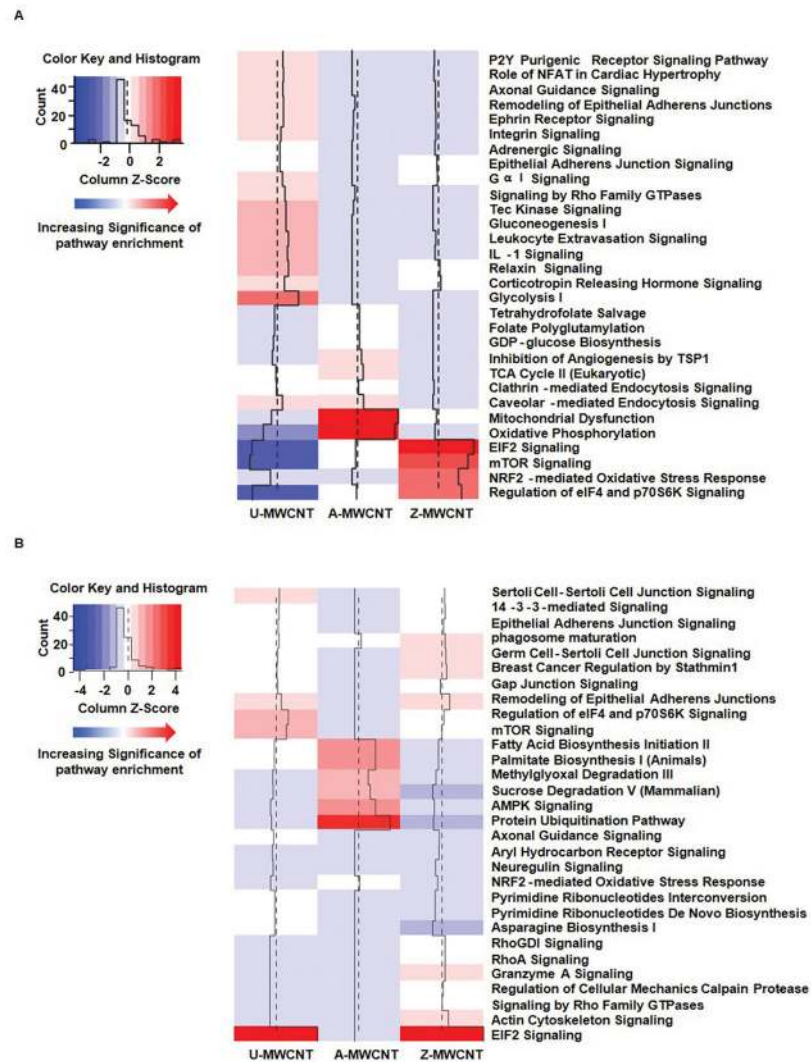 A
Color Key and Histogram
Count
40
20
0
-2
0
2
Column Z-Score
Increasing Significance of
pathway enrichment
P2Y Purigenic Receptor Signaling Pathway
Role of NFAT in Cardiac Hypertrophy
Axonal Guidance Signaling
Remodeling of Epithelial Adherens Junctions
Ephrin Receptor Signaling
Integrin Signaling
Adrenergic Signaling
Epithelial Adherens Junction Signaling
G α I Signaling
Signaling by Rho Family GTPases
Tec Kinase Signaling
Gluconeogenesis I
Leukocyte Extravasation Signaling
IL -1 Signaling
Relaxin Signaling
Corticotropin Releasing Hormone Signaling
Glycolysis I
Tetrahydrofolate Salvage
Folate Polyglutamylation
GDP-glucose Biosynthesis
Inhibition of Angiogenesis by TSP1
TCA Cycle II (Eukaryotic)
Clathrin -mediated Endocytosis Signaling
Caveolar -mediated Endocytosis Signaling
Mitochondrial Dysfunction
Oxidative Phosphorylation
EIF2 Signaling
mTOR Signaling
NRF2 -mediated Oxidative Stress Response
Regulation of eIF4 and p70S6K Signaling
U-MWCNT A-MWCNT Z-MWCNT
B
Color Key and Histogram
Count
40
20
0
-4 -2 0 2 4
Column Z-Score
Increasing Significance of
pathway enrichment
Sertoli Cell-Sertoli Cell Junction Signaling
14 -3-3-mediated Signaling
Epithelial Adherens Junction Signaling
phagosome maturation
Germ Cell-Sertoli Cell Junction Signaling
Breast Cancer Regulation by Stathmin1
Gap Junction Signaling
Remodeling of Epithelial Adherens Junctions
Regulation of eIF4 and p70S6K Signaling
mTOR Signaling
Fatty Acid Biosynthesis Initiation II
Palmitate Biosynthesis I (Animals)
Methylglyoxal Degradation III
Sucrose Degradation V (Mammalian)
AMPK Signaling
Protein Ubiquitination Pathway
Axonal Guidance Signaling
Aryl Hydrocarbon Receptor Signaling
Neuregulin Signaling
NRF2 -mediated Oxidative Stress Response
Pyrimidine Ribonucleotides Interconversion
Pyrimidine Ribonucleotides De Novo Biosynthesis
Asparagine Biosynthesis I
RhoGDI Signaling
RhoA Signaling
Granzyme A Signaling
Regulation of Cellular Mechanics Calpain Protease
Signaling by Rho Family GTPases
Actin Cytoskeleton Signaling
EIF2 Signaling
U-MWCNT A-MWCNT Z-MWCNT